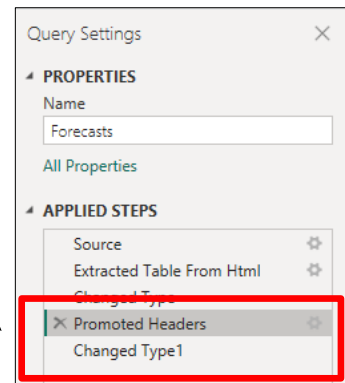 Query Settings
PROPERTIES
Name
Forecasts
All Properties
APPLIED STEPS
Source
Extracted Table From Html
Changed Type
Promoted Headers
Changed Type1